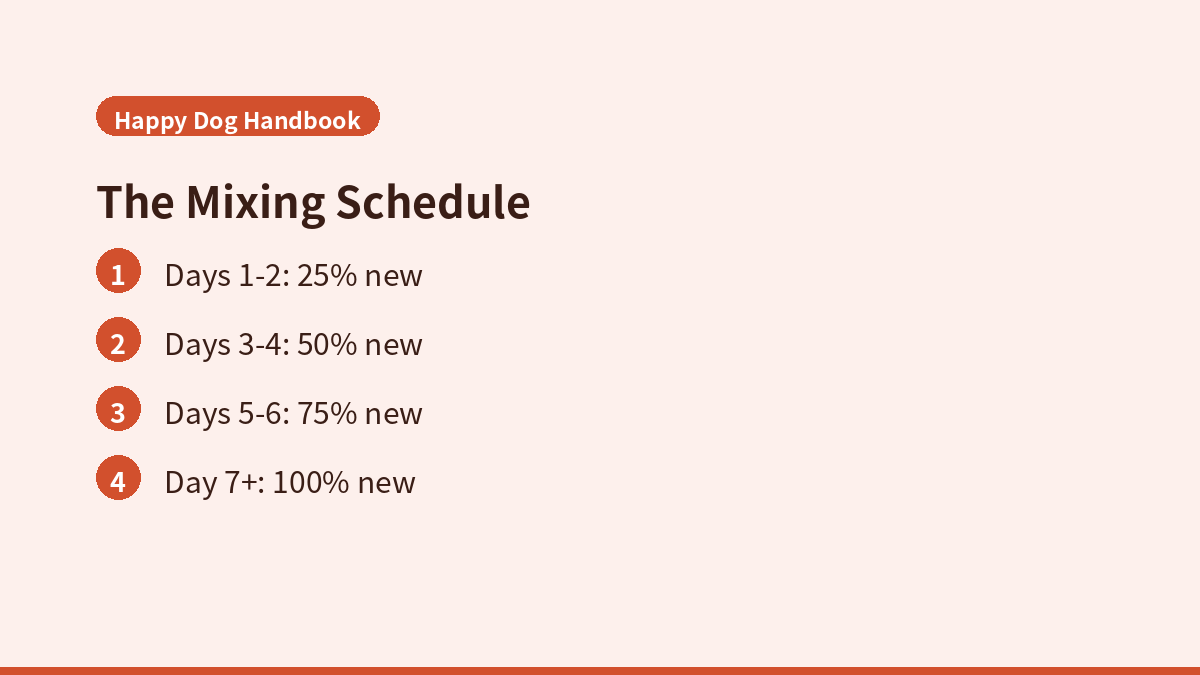 Happy Dog Handbook
The Mixing Schedule
1 Days 1-2: 25% new
2 Days 3-4: 50% new
3 Days 5-6: 75% new
4 Day 7+: 100% new